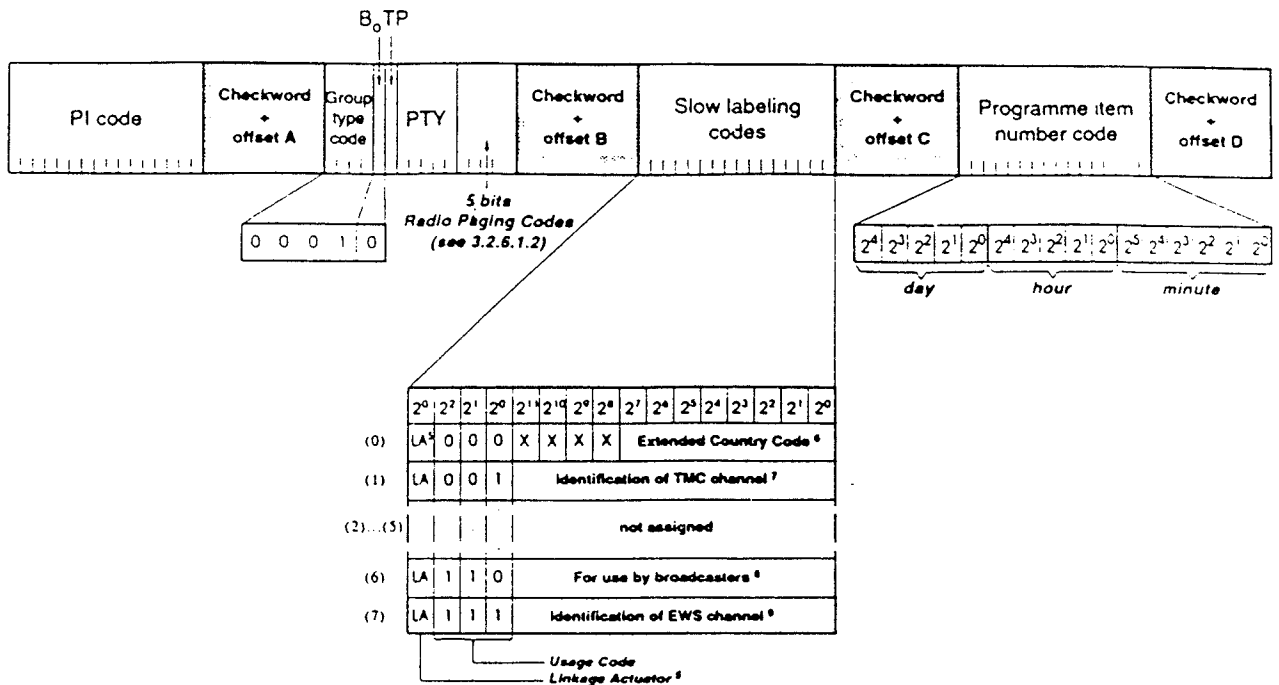 B₀ TP
PI code
Checkword + offset A
Group type code
PTY
Checkword + offset B
Slow labeling codes
Checkword + offset C
Programme item number code
Checkword + offset D
5 bits
Radio Paging Codes
(see 3.2.6.1.2)
0 0 0 1 0
2⁴ 2³ 2² 2¹ 2⁰ 2⁴ 2³ 2² 2¹ 2⁰ 2⁵ 2⁴ 2³ 2² 2¹ 2⁰
day hour minute
2⁰ 2² 2¹ 2⁰ 2¹¹ 2¹⁰ 2⁹ 2⁸ 2⁷ 2⁶ 2⁵ 2⁴ 2³ 2² 2¹ 2⁰
(0) LA⁵ 0 0 0 X X X X Extended Country Code ⁶
(1) LA 0 0 1 Identification of TMC channel ⁷
(2)...(5) not assigned
(6) LA 1 1 0 For use by broadcasters ⁸
(7) LA 1 1 1 Identification of EWS channel ⁹
Usage Code
Linkage Actuator ⁵